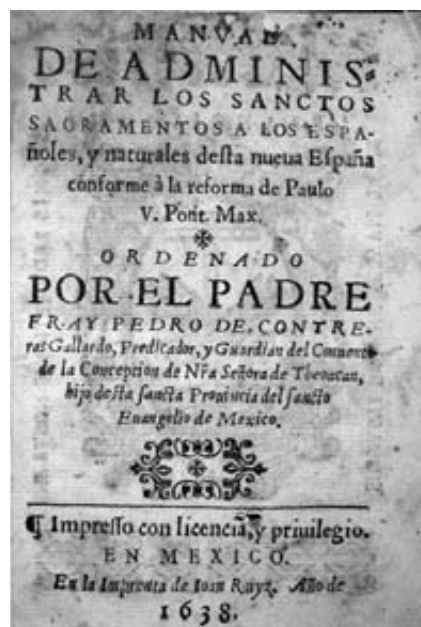 MANVAL
DE ADMINIS-
TRAR LOS SANCTOS
SACRAMENTOS A LOS ESPA-
ñoles, y naturales desta nueua España
conforme à la reforma de Paulo
V. Pont. Max.
ORDENADO
POR EL PADRE
FRAY PEDRO DE CONTRE-
ras Gallardo, Predicador, y Guardian del Conuento
de la Concepcion de Nr̃a Señora de Theoacan,
hijo desta sancta Prouincia del sancto
Euangelio de Mexico.
¶ Impresso con licencia, y priuilegio.
EN MEXICO.
En la Imprenta de Ioan Ruyz. Año de
1638.